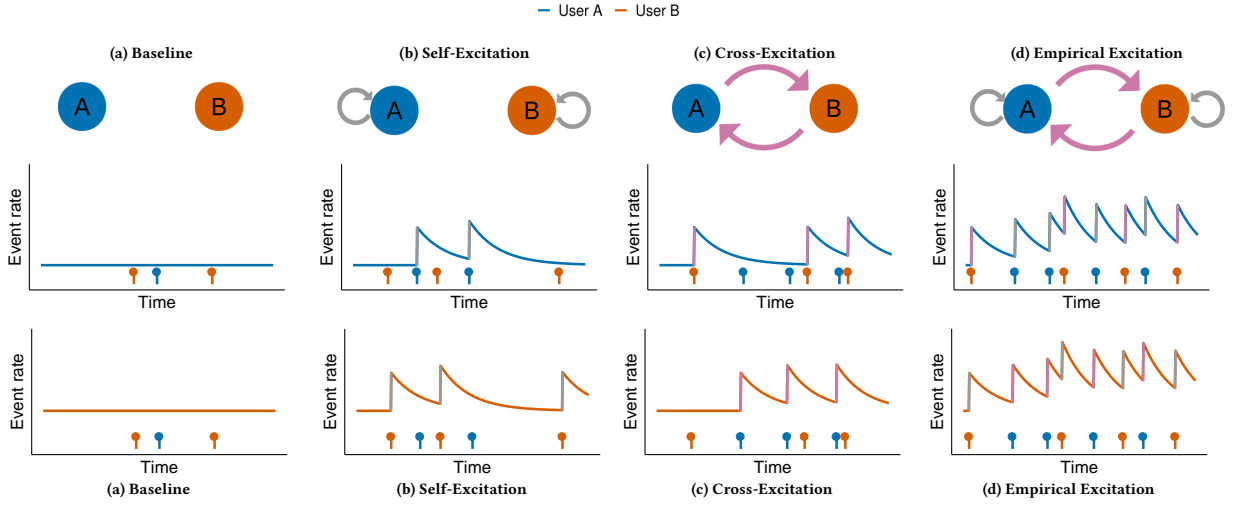 User A User B
(a) Baseline (b) Self-Excitation (c) Cross-Excitation (d) Empirical Excitation
A B A B A B A B
Event rate Event rate Event rate Event rate
Time Time Time Time
Event rate Event rate Event rate Event rate
Time Time Time Time
(a) Baseline (b) Self-Excitation (c) Cross-Excitation (d) Empirical Excitation